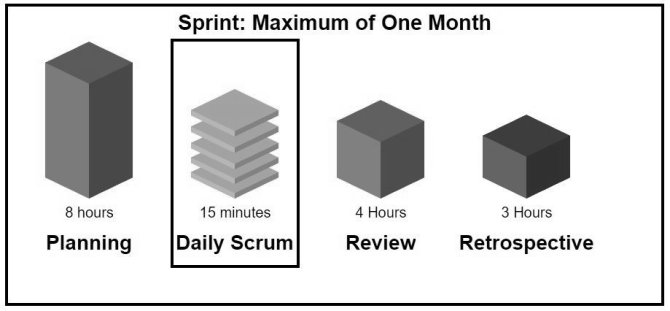 Sprint: Maximum of One Month
8 hours
15 minutes
4 Hours
3 Hours
Planning
Daily Scrum
Review
Retrospective